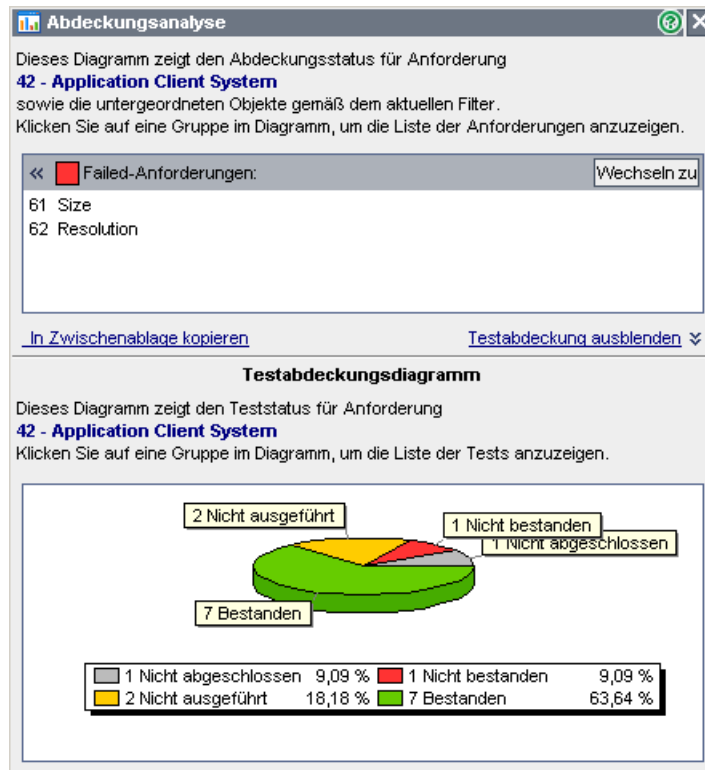 Abdeckungsanalyse
Dieses Diagramm zeigt den Abdeckungsstatus für Anforderung
42 - Application Client System
sowie die untergeordneten Objekte gemäß dem aktuellen Filter.
Klicken Sie auf eine Gruppe im Diagramm, um die Liste der Anforderungen anzuzeigen.
Failed-Anforderungen: Wechseln zu
61 Size
62 Resolution
In Zwischenablage kopieren Testabdeckung ausblenden
Testabdeckungsdiagramm
Dieses Diagramm zeigt den Teststatus für Anforderung
42 - Application Client System
Klicken Sie auf eine Gruppe im Diagramm, um die Liste der Tests anzuzeigen.
2 Nicht ausgeführt
1 Nicht bestanden
1 Nicht abgeschlossen
7 Bestanden
1 Nicht abgeschlossen 9,09 % 1 Nicht bestanden 9,09 %
2 Nicht ausgeführt 18,18 % 7 Bestanden 63,64 %